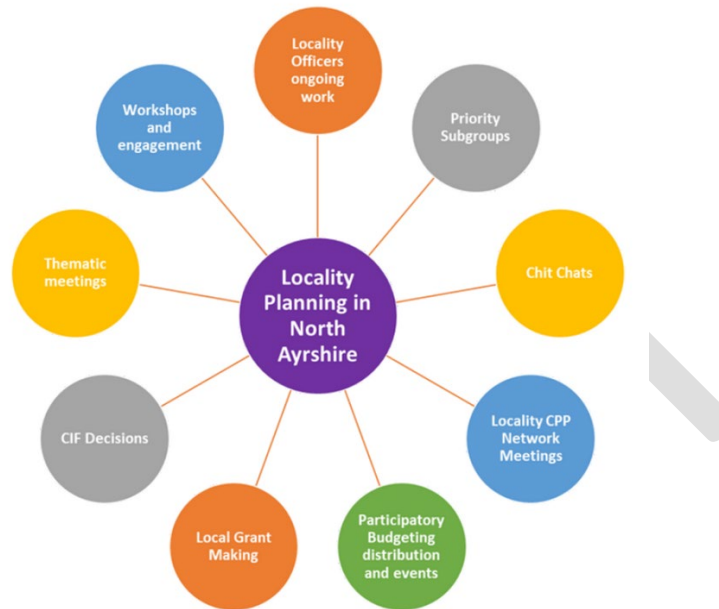 Locality
Officers
ongoing
work
Priority
Subgroups
Chit Chats
Locality CPP
Network
Meetings
Participatory
Budgeting
distribution
and events
Local Grant
Making
CIF Decisions
Thematic
meetings
Workshops
and
engagement
Locality
Planning in
North
Ayrshire